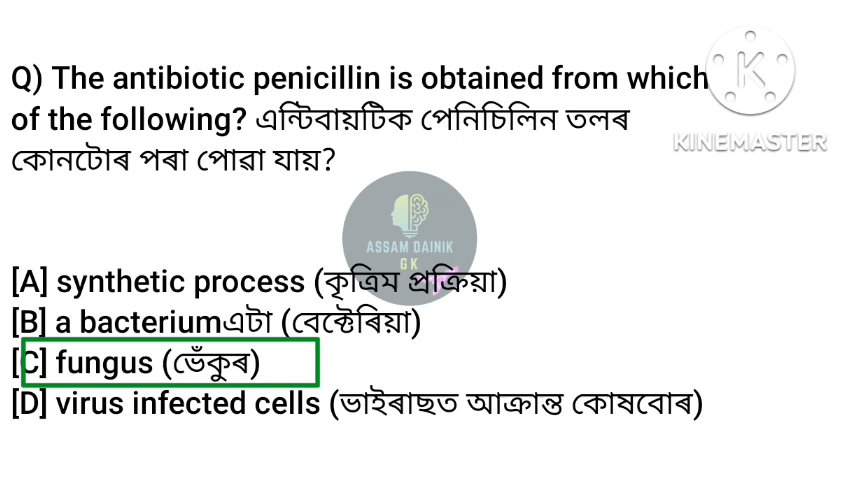 Q) The antibiotic penicillin is obtained from which
of the following? এন্টিবায়টিক পেনিচিলিন তলৰ
কোনটোৰ পৰা পোৱা যায়?
K
KINEMASTER
ASSAM DAINIK
GK
[A] synthetic process (কৃত্ৰিম প্ৰক্ৰিয়া)
[B] a bacteriumএটা (বেক্টেৰিয়া)
[C] fungus (ভেঁকুৰ)
[D] virus infected cells (ভাইৰাছত আক্ৰান্ত কোষবোৰ)